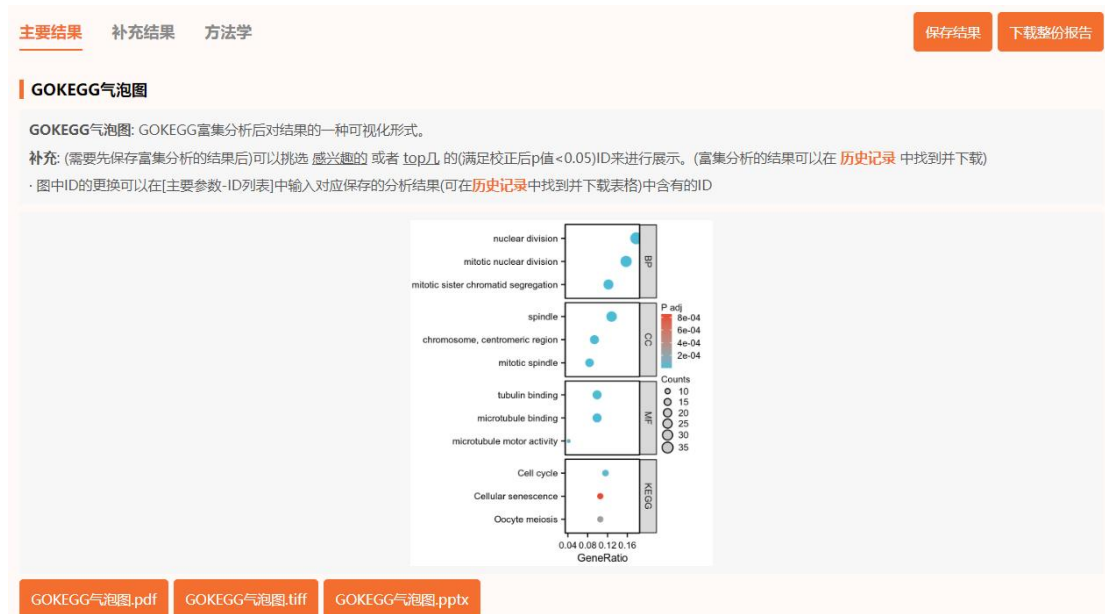 主要结果 补充结果 方法学 保存结果 下载整份报告
GOKEGG气泡图
GOKEGG气泡图: GOKEGG富集分析后对结果的一种可视化形式。
补充: (需要先保存富集分析的结果后)可以挑选 感兴趣的 或者 top几 的(满足校正后p值<0.05)ID来进行展示。(富集分析的结果可以在 历史记录 中找到并下载)
· 图中ID的更换可以在[主要参数-ID列表]中输入对应保存的分析结果(可在历史记录中找到并下载表格)中含有的ID
nuclear division
mitotic nuclear division
mitotic sister chromatid segregation
BP
spindle
chromosome, centromeric region
mitotic spindle
CC
tubulin binding
microtubule binding
microtubule motor activity
MF
Cell cycle
Cellular senescence
Oocyte meiosis
KEGG
0.04 0.08 0.12 0.16
GeneRatio
P adj
8e-04
6e-04
4e-04
2e-04
Counts
10
15
20
25
30
35
GOKEGG气泡图.pdf GOKEGG气泡图.tiff GOKEGG气泡图.pptx